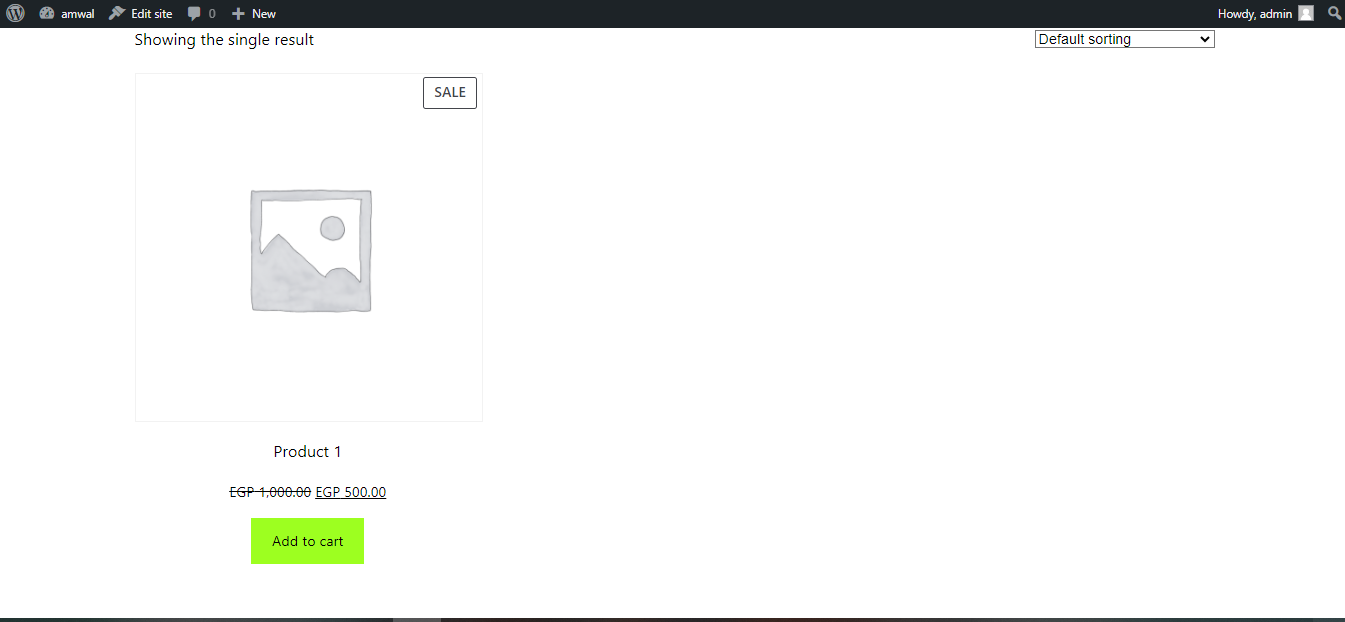 amwal Edit site 0 New Howdy, admin
Showing the single result Default sorting
SALE
Product 1
EGP 1,000.00 EGP 500.00
Add to cart